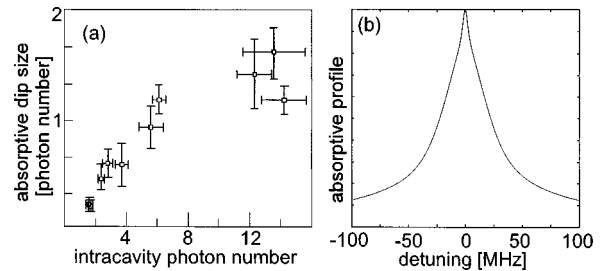 (a)
absorptive dip size
[photon number]
2
1
4
8
12
intracavity photon number
(b)
absorptive profile
-100
-50
0
50
100
detuning [MHz]